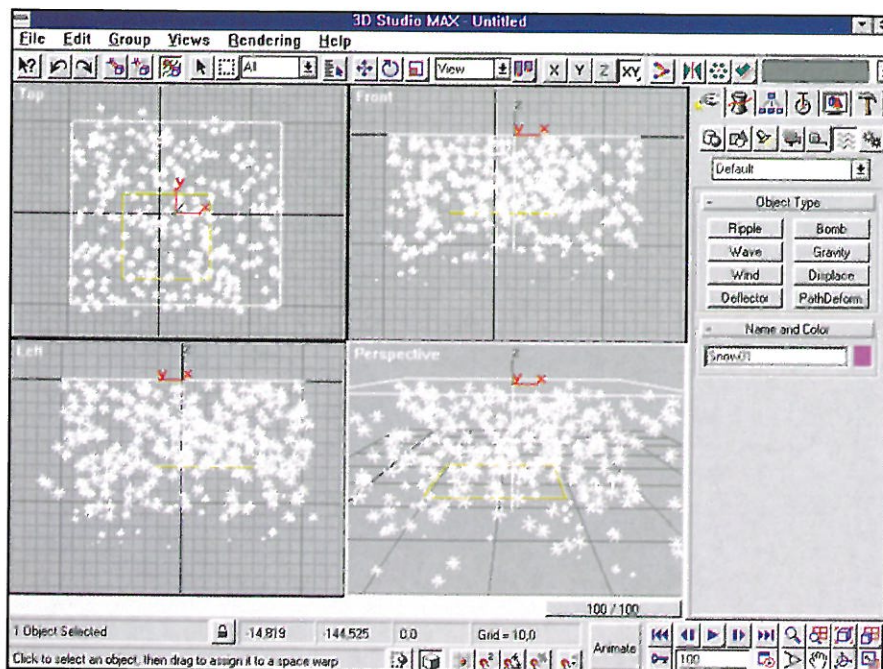 3D Studio MAX - Untitled
File Edit Group Views Rendering Help
All View X Y Z XY
Top Front
z
y x
y
x
Default
Object Type
Ripple Bomb
Wave Gravity
Wind Displace
Deflector PathDeform
Name and Color
Snow01
Left Perspective
z z
y x y x
100 / 100
1 Object Selected -14,819 -144,525 0,0 Grid = 10,0
Animate
Click to select an object, then drag to assign it to a space warp
100